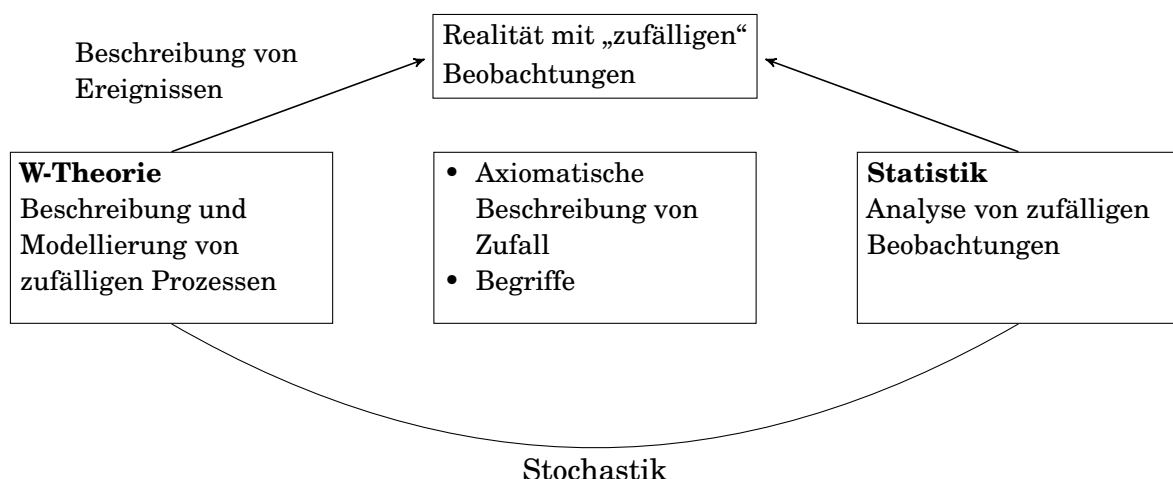 Beschreibung von
Ereignissen
Realität mit „zufälligen“
Beobachtungen
W-Theorie
Beschreibung und
Modellierung von
zufälligen Prozessen
• Axiomatische
Beschreibung von
Zufall
• Begriffe
Statistik
Analyse von zufälligen
Beobachtungen
Stochastik